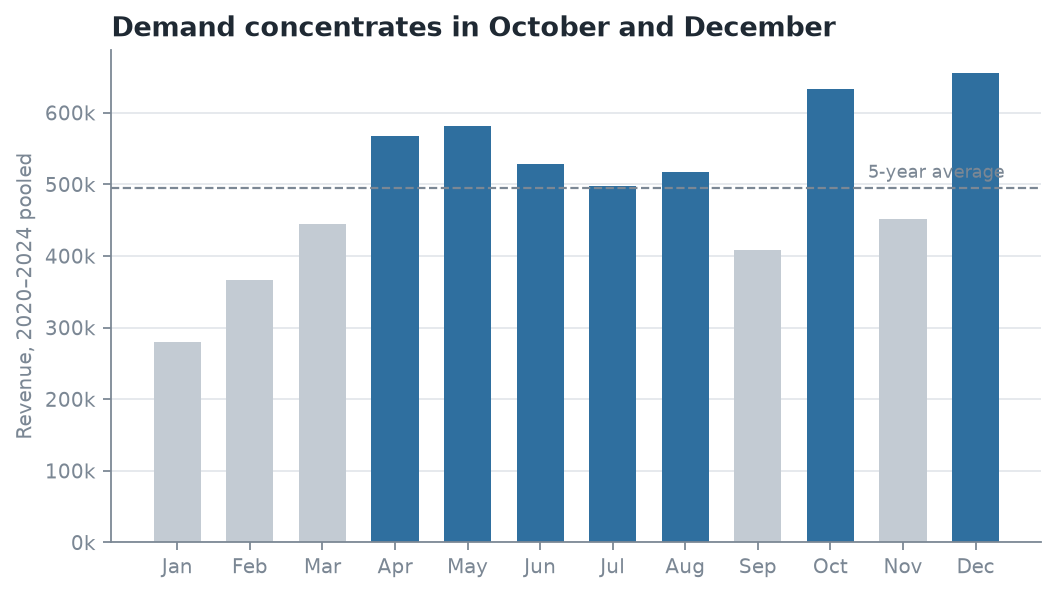 Demand concentrates in October and December
Revenue, 2020–2024 pooled
600k
500k
400k
300k
200k
100k
0k
5-year average
Jan Feb Mar Apr May Jun Jul Aug Sep Oct Nov Dec